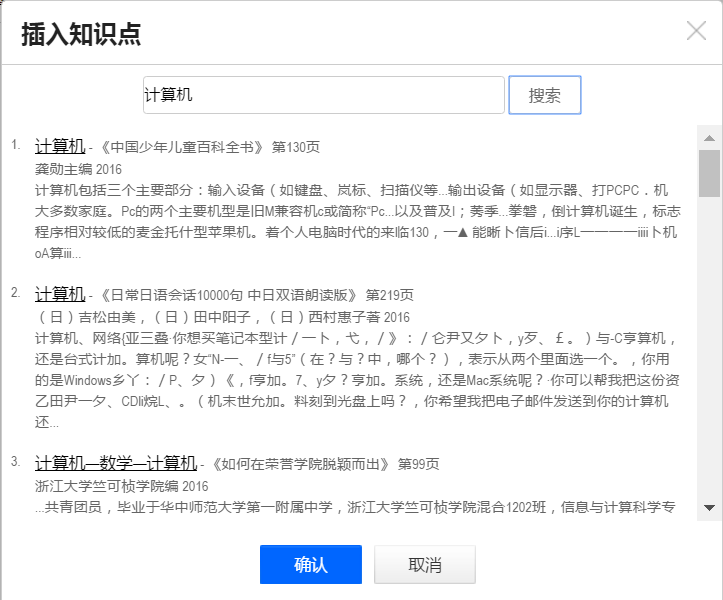 插入知识点
计算机
搜索
1. 计算机 - 《中国少年儿童百科全书》 第130页
龚勋主编 2016
计算机包括三个主要部分：输入设备（如键盘、岚标、扫描仪等...输出设备（如显示器、打PCPC．机
大多数家庭。Pc的两个主要机型是旧M兼容机c或简称“Pc...以及普及I；莠季...拳磬，倒计算机诞生，标志
程序相对较低的麦金托什型苹果机。着个人电脑时代的来临130，一▲ 能晰卜信后i...i序L一一一一iiii卜机
oA算iii...
2. 计算机 - 《日常日语会话10000句 中日双语朗读版》 第219页
（日）吉松由美，（日）田中阳子，（日）西村惠子著 2016
计算机、网络{亚三叠·你想买笔记本型计／一卜，弋，／》：／仑尹又夕卜，y歹、￡。）与-C亨算机，
还是台式计加。算机呢？女“N-一、／f与5”（在？与？中，哪个？），表示从两个里面选一个。，你用
的是Windows乡丫：／P、夕）《，f亨加。7、y夕？亨加。系统，还是Mac系统呢？·你可以帮我把这份资
乙田尹一夕、CDli烷L、。（机末世允加。料刻到光盘上吗？，你希望我把电子邮件发送到你的计算机
还...
3. 计算机—数学—计算机 - 《如何在荣誉学院脱颖而出》 第99页
浙江大学竺可桢学院编 2016
...共青团员，毕业于华中师范大学第一附属中学，浙江大学竺可桢学院混合1202班，信息与计算科学专
确认
取消